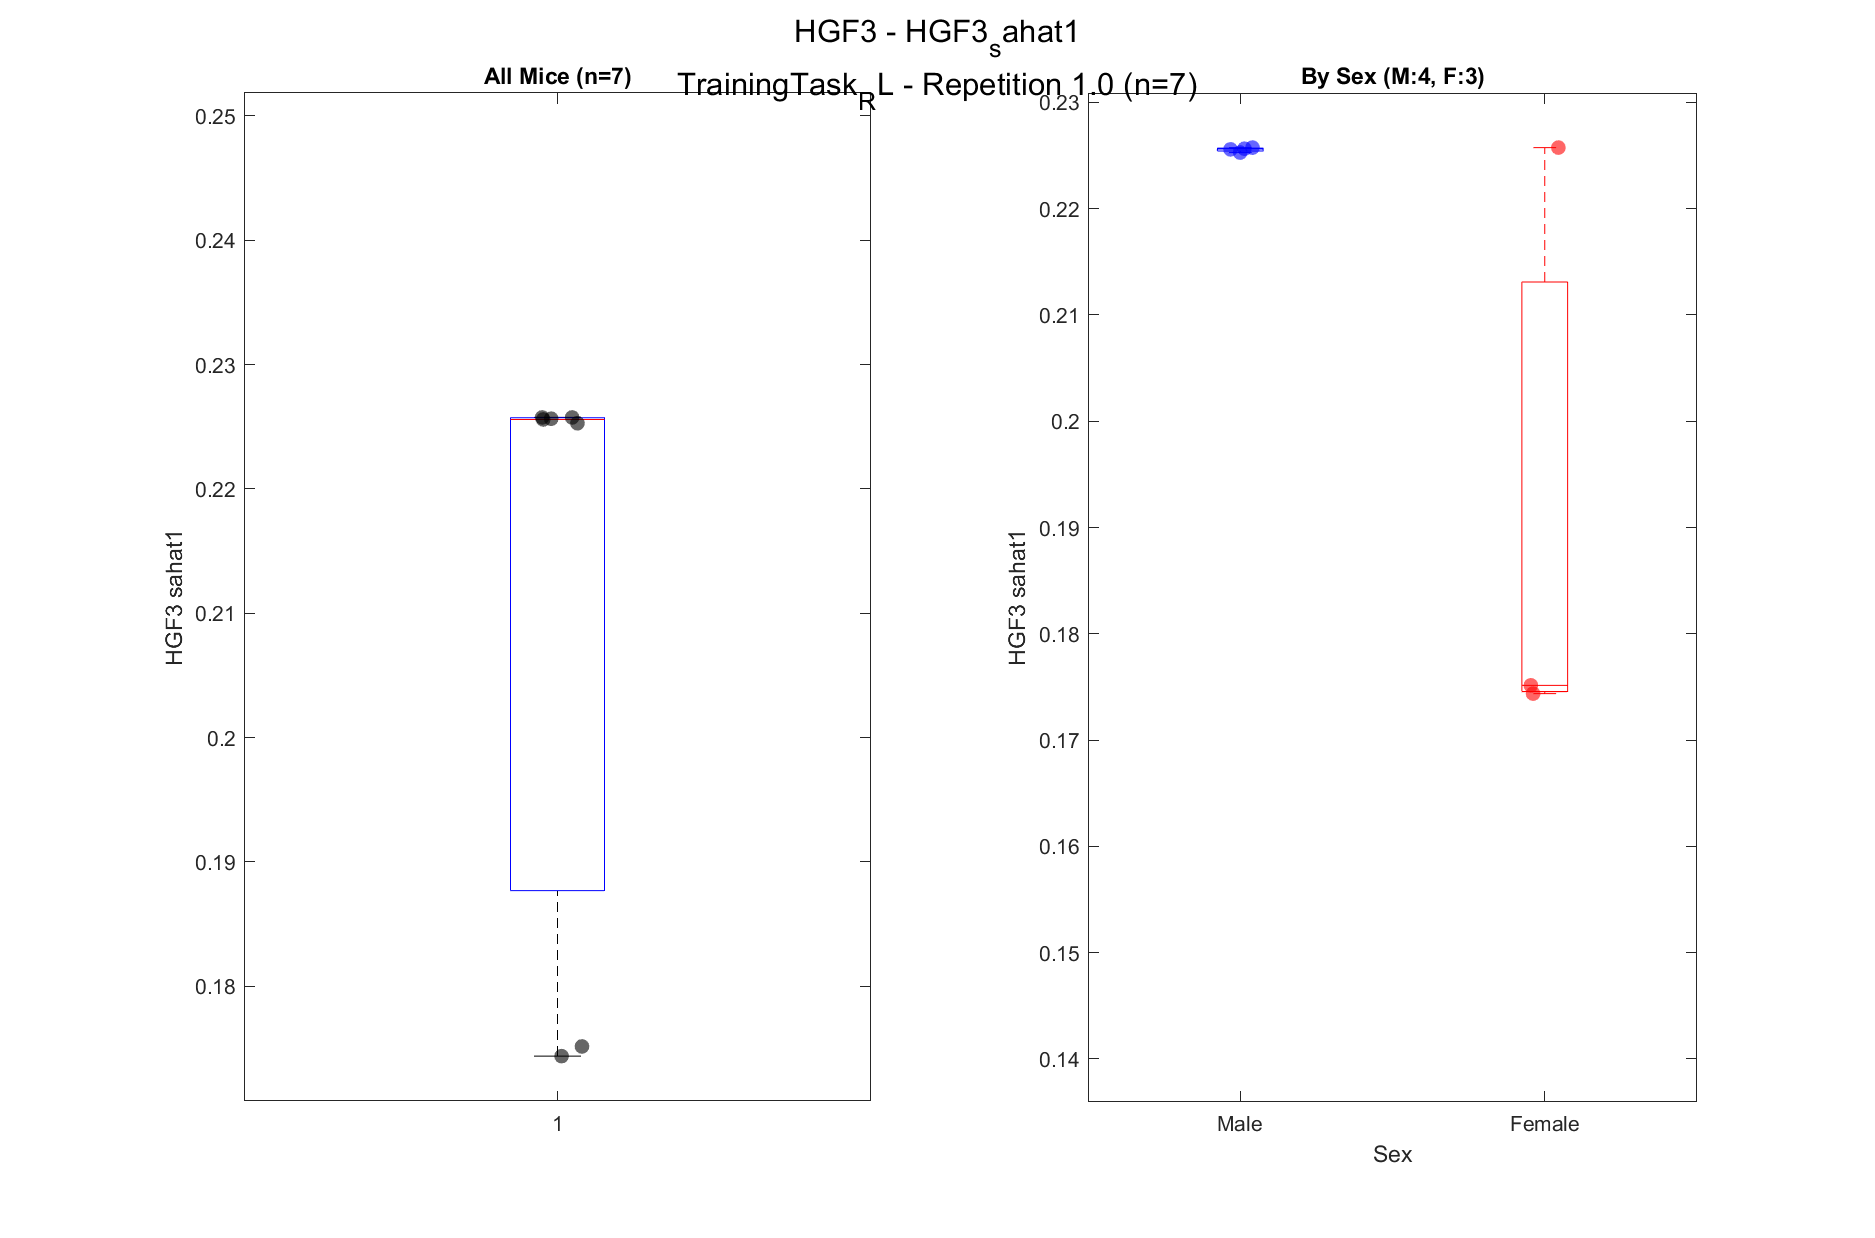 HGF3 - HGF3sahat1
TrainingTaskRL - Repetition 1.0 (n=7)
All Mice (n=7)
0.25
0.24
0.23
0.22
0.21
0.2
0.19
0.18
HGF3 sahat1
1
By Sex (M:4, F:3)
0.23
0.22
0.21
0.2
0.19
0.18
0.17
0.16
0.15
0.14
HGF3 sahat1
Male Female
Sex